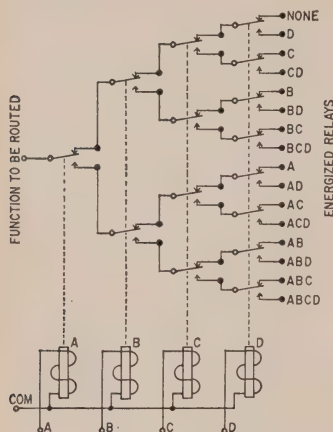 FUNCTION TO BE ROUTED
NONE
D
C
CD
B
BD
BC
BCD
A
AD
AC
ACD
AB
ABD
ABC
ABCD
ENERGIZED RELAYS
A
B
C
D
COM
A
B
C
D